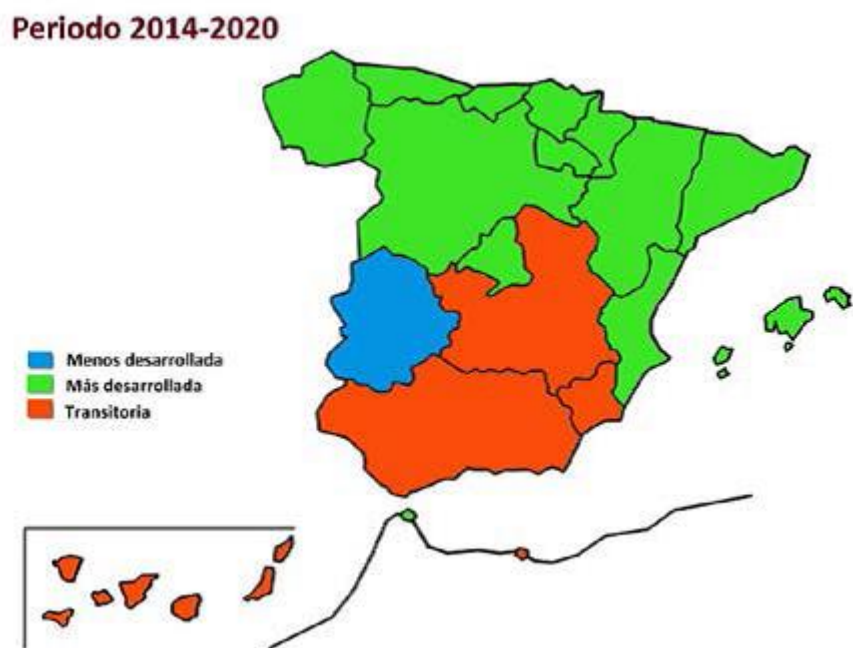 Periodo 2014-2020
Menos desarrollada
Más desarrollada
Transitoria